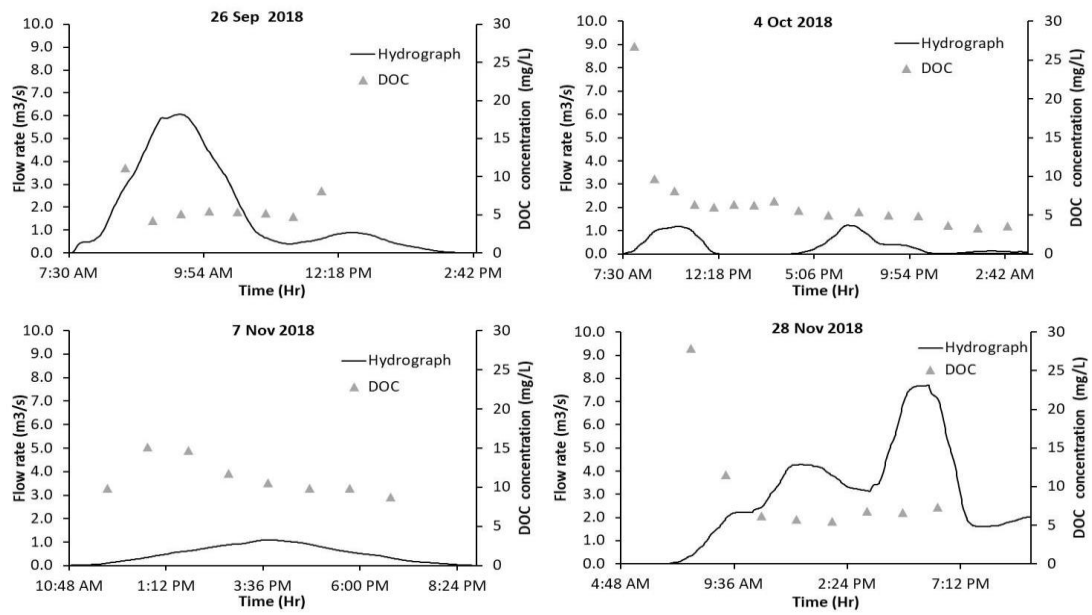 26 Sep 2018
10.0
9.0
8.0
7.0
6.0
5.0
4.0
3.0
2.0
1.0
0.0
Flow rate (m3/s)
30
25
20
15
10
5
0
DOC concentration (mg/L)
Hydrograph
DOC
7:30 AM 9:54 AM 12:18 PM 2:42 PM
Time (Hr)
4 Oct 2018
10.0
9.0
8.0
7.0
6.0
5.0
4.0
3.0
2.0
1.0
0.0
Flow rate (m3/s)
30
25
20
15
10
5
0
DOC concentration (mg/L)
Hydrograph
DOC
7:30 AM 12:18 PM 5:06 PM 9:54 PM 2:42 AM
Time (Hr)
7 Nov 2018
10.0
9.0
8.0
7.0
6.0
5.0
4.0
3.0
2.0
1.0
0.0
Flow rate (m3/s)
30
25
20
15
10
5
0
DOC concentration (mg/L)
Hydrograph
DOC
10:48 AM 1:12 PM 3:36 PM 6:00 PM 8:24 PM
Time (Hr)
28 Nov 2018
10.0
9.0
8.0
7.0
6.0
5.0
4.0
3.0
2.0
1.0
0.0
Flow rate (m3/s)
30
25
20
15
10
5
0
DOC concentration (mg/L)
Hydrograph
DOC
4:48 AM 9:36 AM 2:24 PM 7:12 PM
Time (Hr)